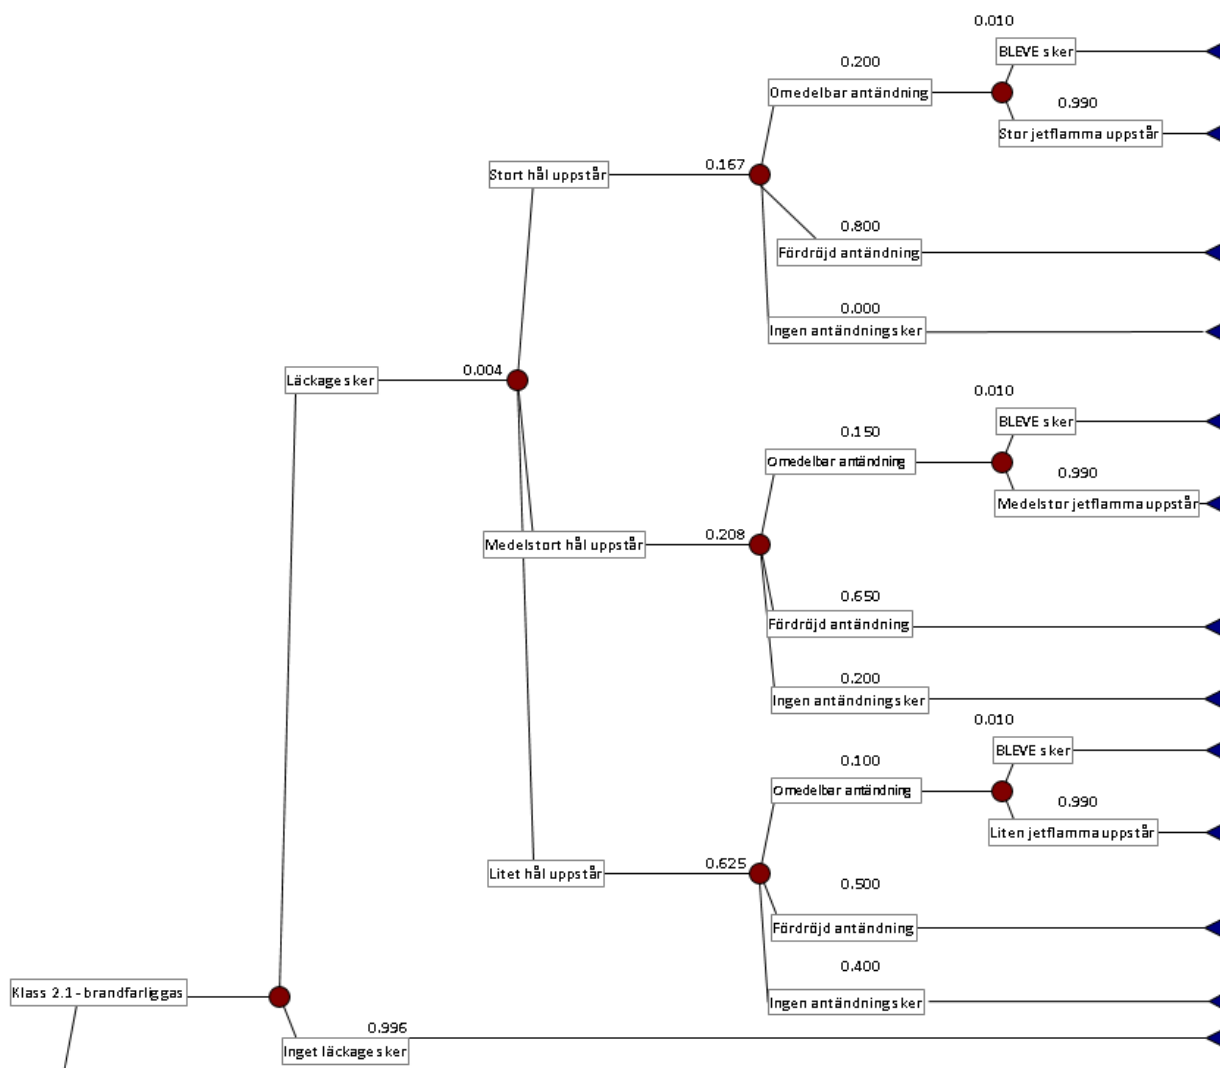 0.010
BLEVE sker
0.200
Omedelbar antändning
0.990
Stor jetflamma uppstår
0.167
Stort hål uppstår
0.800
Fördröjd antändning
0.000
Ingen antändning sker
0.004
Läckage sker
0.010
BLEVE sker
0.150
Omedelbar antändning
0.990
Medelstor jetflamma uppstår
0.208
Medelstort hål uppstår
0.650
Fördröjd antändning
0.200
Ingen antändning sker
0.010
BLEVE sker
0.100
Omedelbar antändning
0.990
Liten jetflamma uppstår
0.625
Litet hål uppstår
0.500
Fördröjd antändning
0.400
Ingen antändning sker
Klass 2.1 - brandfarlig gas
0.996
Inget läckage sker